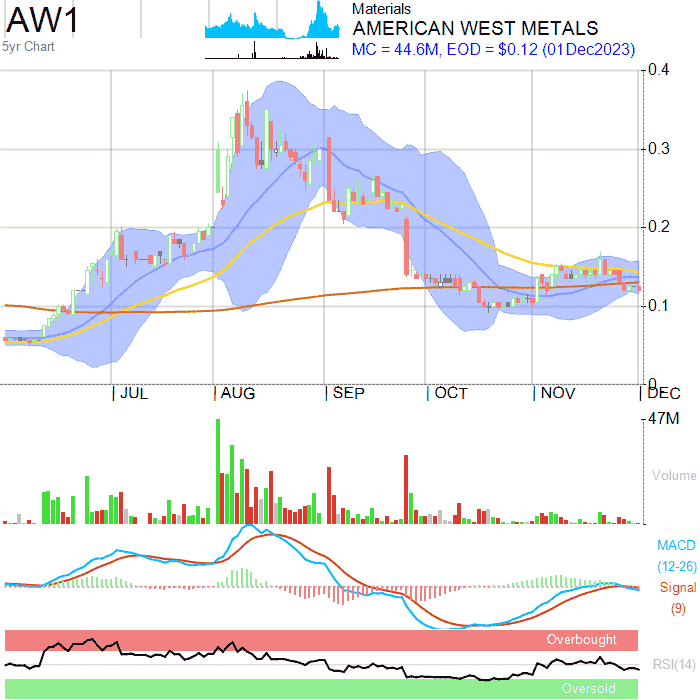 AW1
5yr Chart
Materials
AMERICAN WEST METALS
MC = 44.6M, EOD = $0.12 (01Dec2023)
0.4
0.3
0.2
0.1
0
JUL AUG SEP OCT NOV DEC
47M
Volume
MACD
(12-26)
Signal
(9)
Overbought
RSI(14)
Oversold